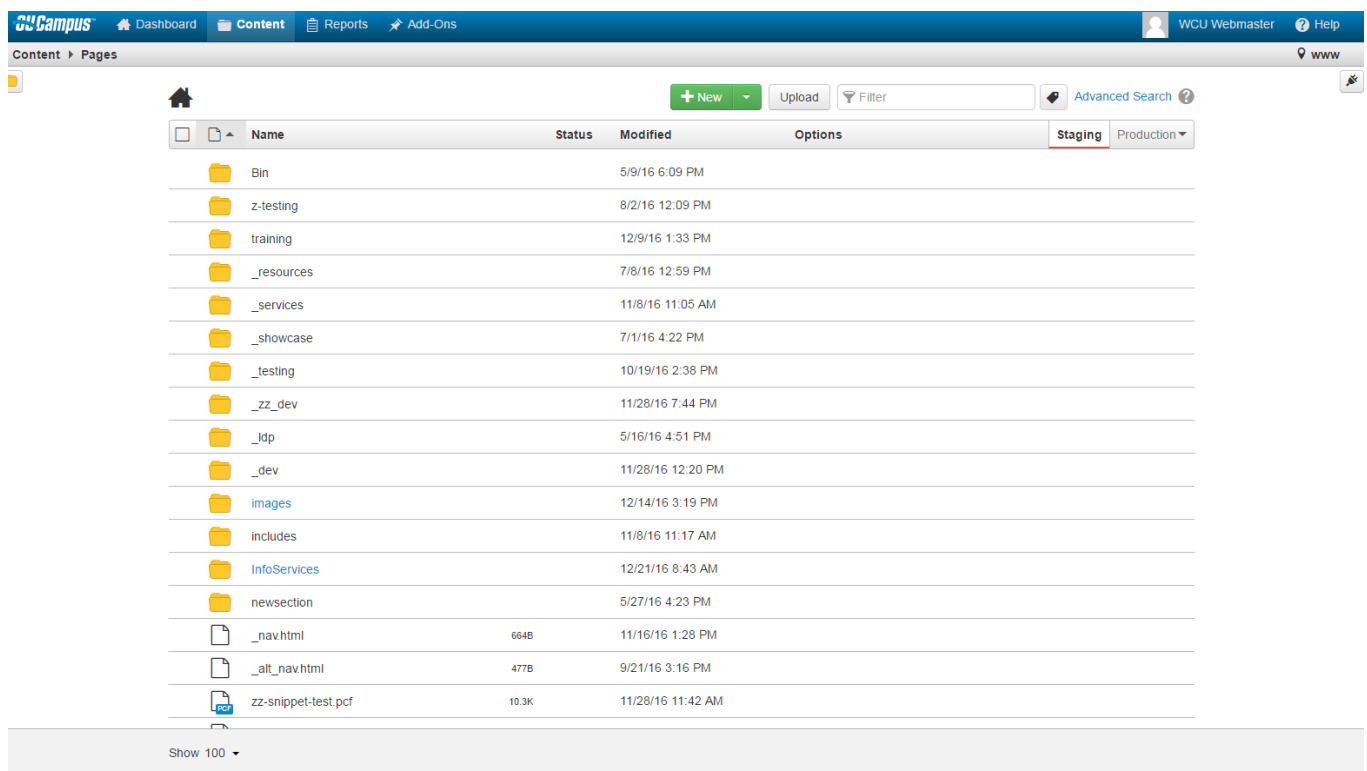 OU Campus Dashboard Content Reports Add-Ons WCU Webmaster ? Help
Content Pages www
+ New Upload Filter Advanced Search ?
Name Status Modified Options Staging Production
Bin 5/9/16 6:09 PM
z-testing 8/2/16 12:09 PM
training 12/9/16 1:33 PM
_resources 7/8/16 12:59 PM
_services 11/8/16 11:05 AM
_showcase 7/1/16 4:22 PM
_testing 10/19/16 2:38 PM
_zz_dev 11/28/16 7:44 PM
_ldp 5/16/16 4:51 PM
_dev 11/28/16 12:20 PM
images 12/14/16 3:19 PM
includes 11/8/16 11:17 AM
InfoServices 12/21/16 8:43 AM
newsection 5/27/16 4:23 PM
_nav.html 664B 11/16/16 1:28 PM
_alt_nav.html 477B 9/21/16 3:16 PM
PCF zz-snippet-test.pcf 10.3K 11/28/16 11:42 AM
Show 100